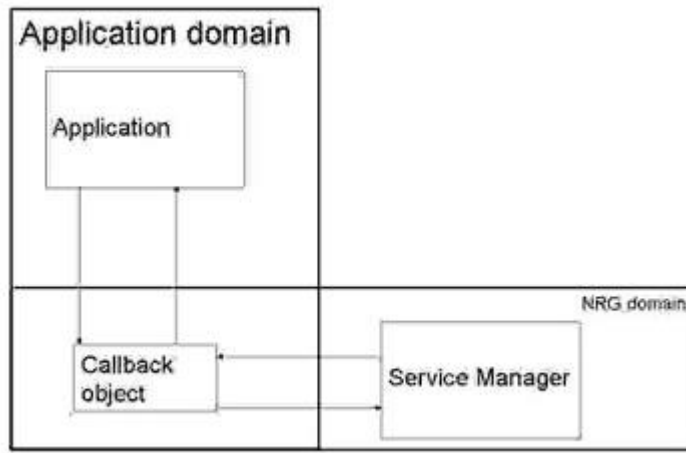 Application domain
Application
NRG domain
Callback
object
Service Manager